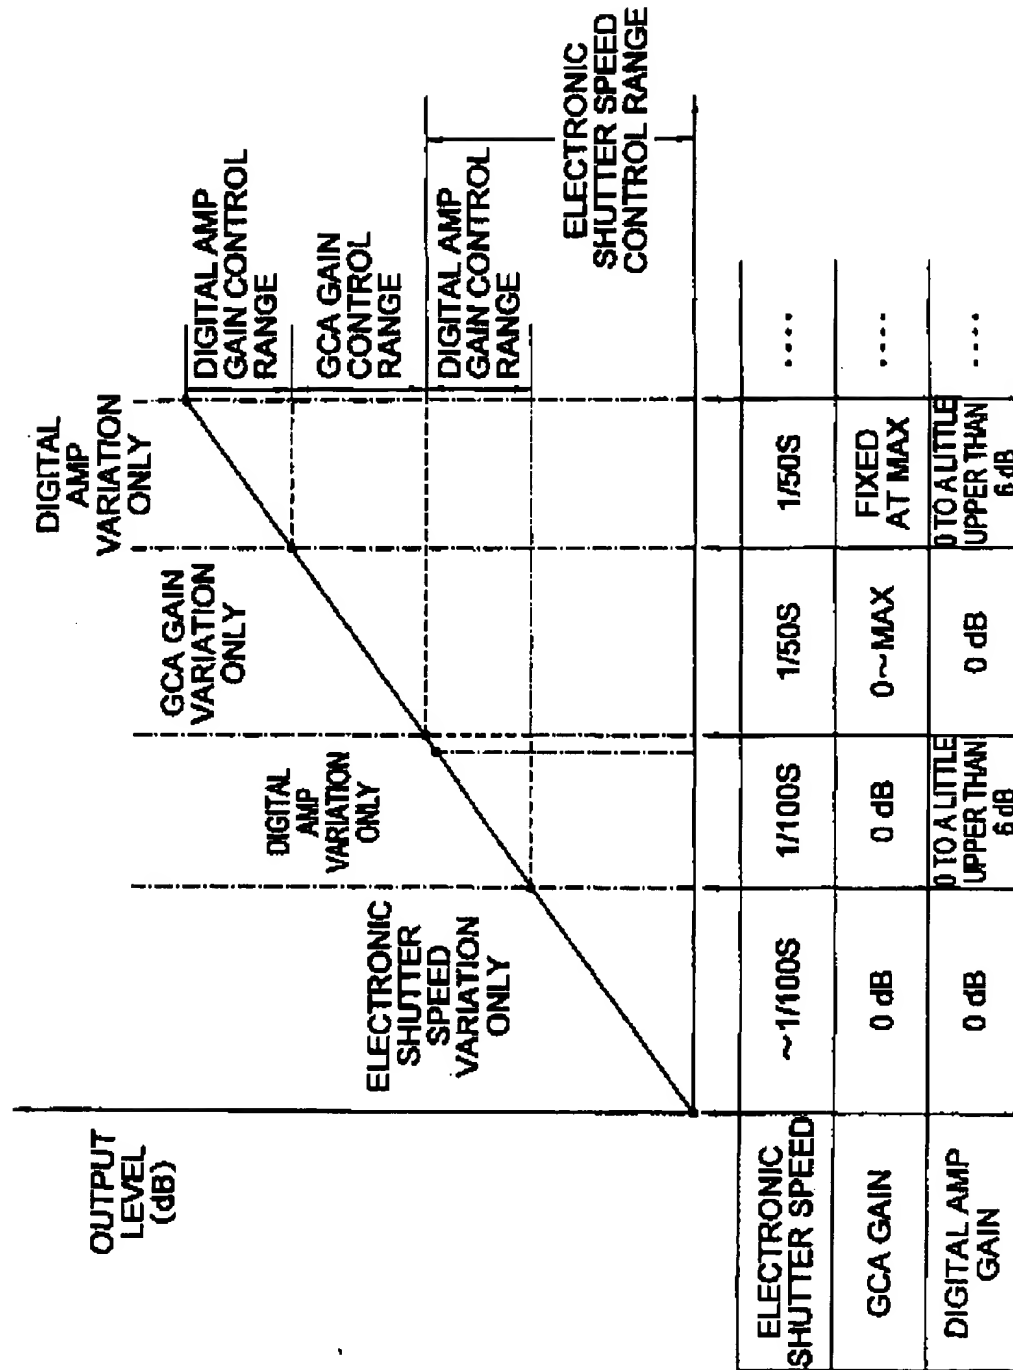 OUTPUT
LEVEL
(dB)
ELECTRONIC
SHUTTER
SPEED
VARIATION
ONLY
DIGITAL
AMP
VARIATION
ONLY
GCA GAIN
VARIATION
ONLY
DIGITAL
AMP
VARIATION
ONLY
DIGITAL AMP
GAIN CONTROL
RANGE
GCA GAIN
CONTROL
RANGE
DIGITAL AMP
GAIN CONTROL
RANGE
ELECTRONIC
SHUTTER SPEED
CONTROL RANGE
ELECTRONIC
SHUTTER SPEED
~1/100S
1/100S
1/50S
1/50S
....
GCA GAIN
0 dB
0 dB
0~MAX
FIXED
AT MAX
....
DIGITAL AMP
GAIN
0 dB
0 TO A LITTLE
UPPER THAN
6 dB
0 dB
0 TO A LITTLE
UPPER THAN
6 dB
....